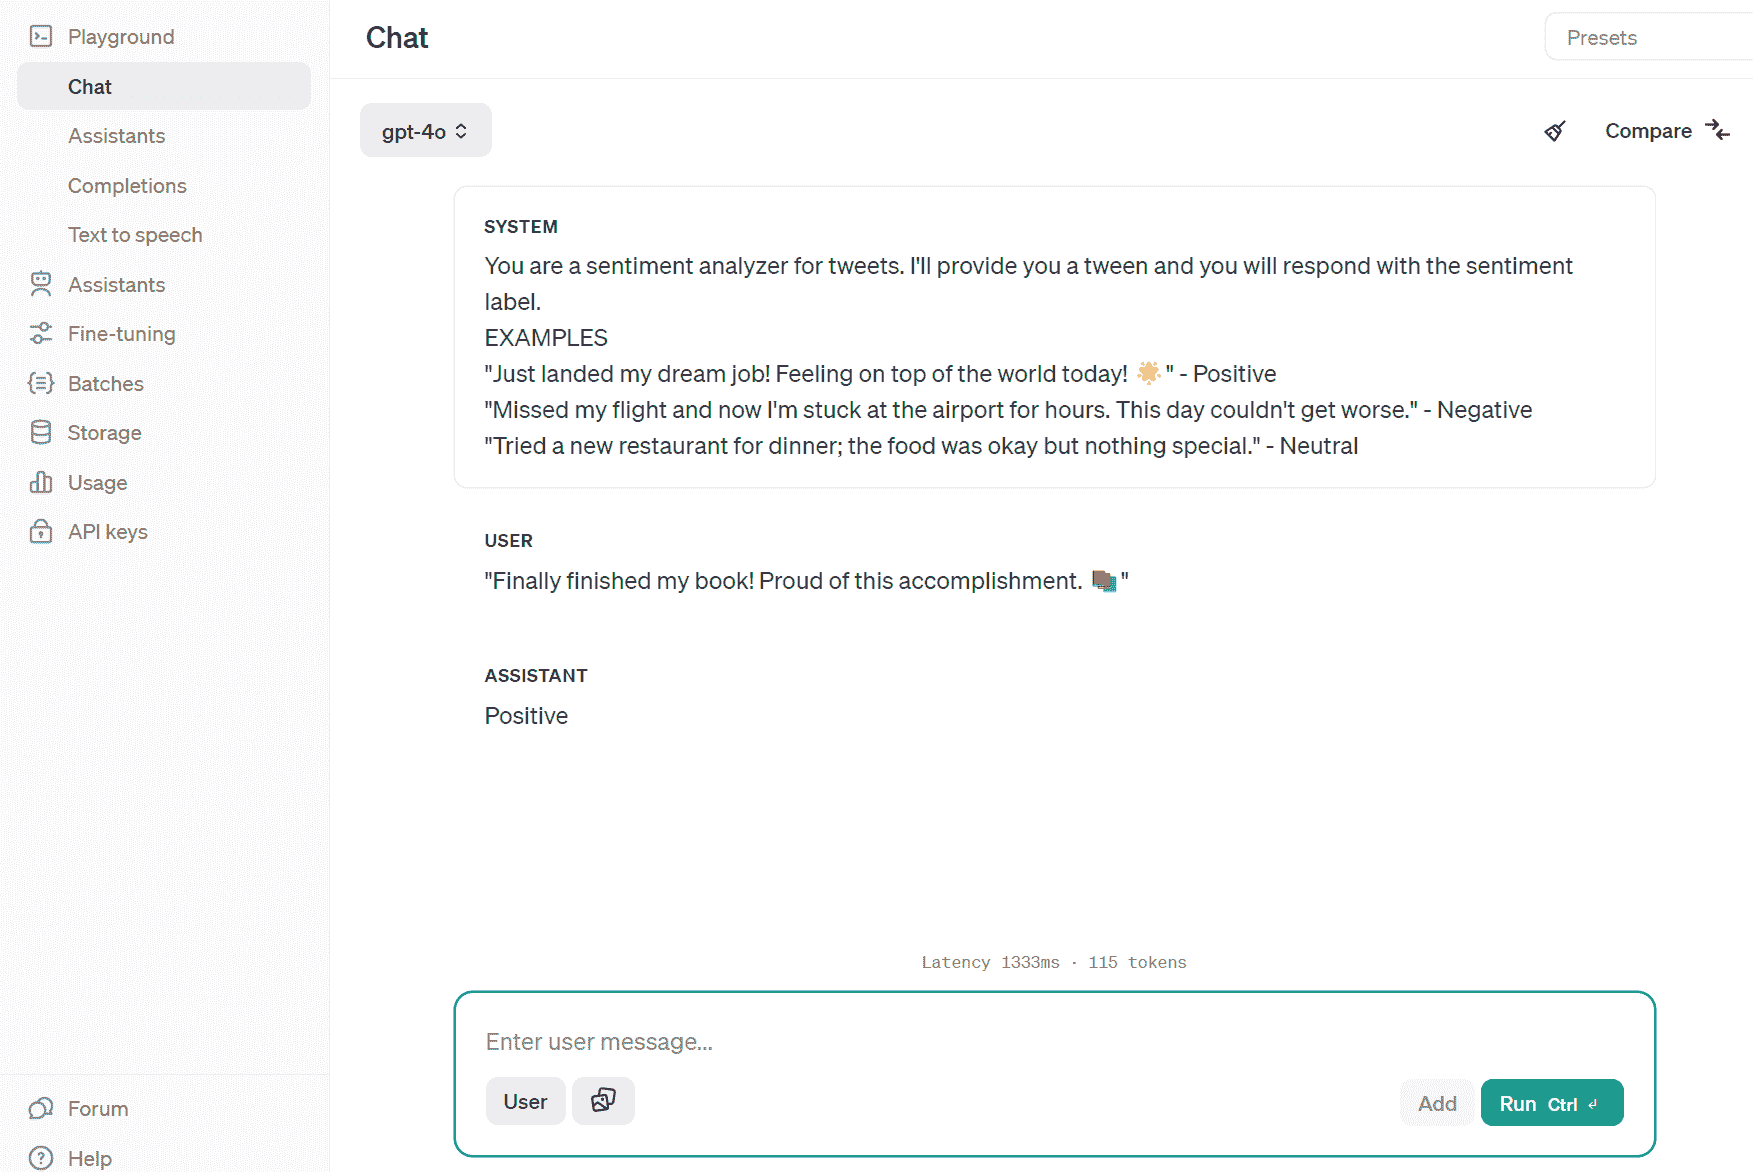 Playground
Chat
Assistants
Completions
Text to speech
Assistants
Fine-tuning
Batches
Storage
Usage
API keys
Forum
Help
Chat
Presets
gpt-4o
Compare
SYSTEM
You are a sentiment analyzer for tweets. I'll provide you a tween and you will respond with the sentiment
label.
EXAMPLES
"Just landed my dream job! Feeling on top of the world today! 🌟" - Positive
"Missed my flight and now I'm stuck at the airport for hours. This day couldn't get worse." - Negative
"Tried a new restaurant for dinner; the food was okay but nothing special." - Neutral
USER
"Finally finished my book! Proud of this accomplishment. 📚"
ASSISTANT
Positive
Latency 1333ms · 115 tokens
Enter user message...
User
Add
Run Ctrl ↵